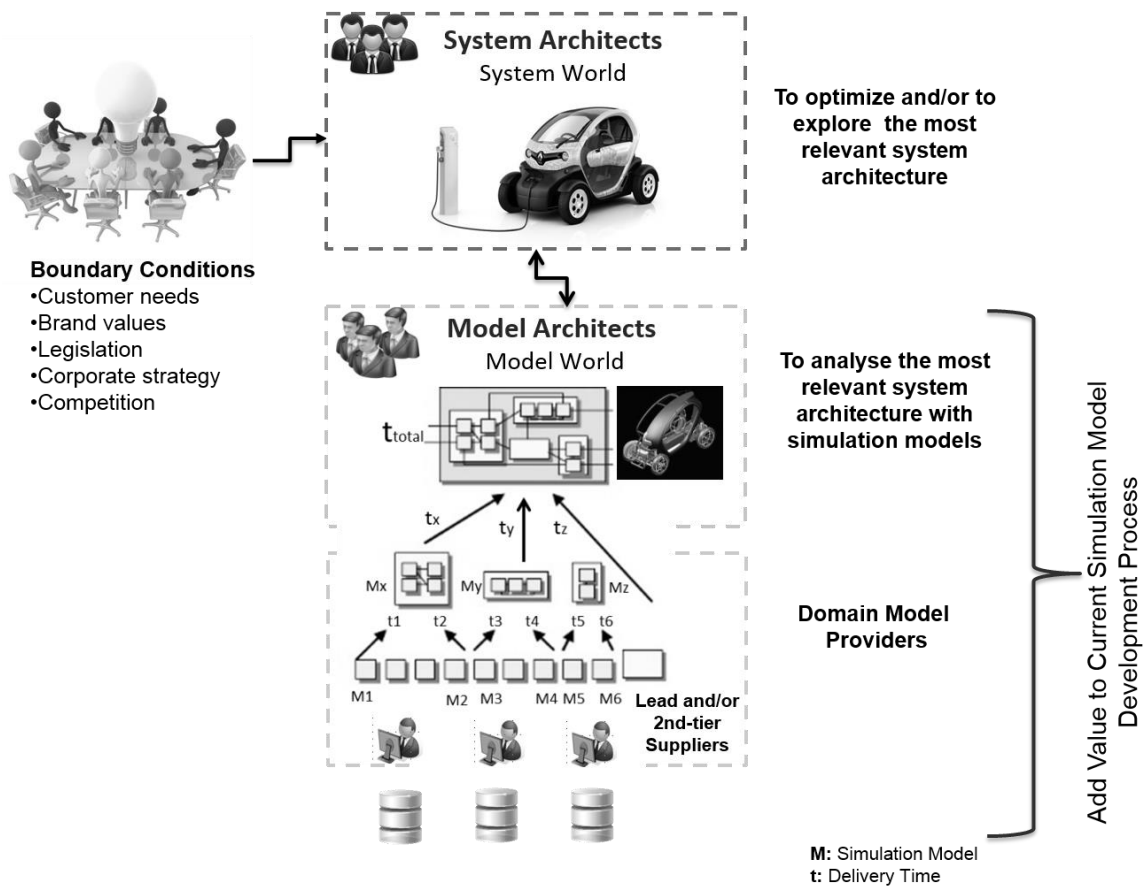 System Architects
System World
To optimize and/or to
explore the most
relevant system
architecture
Boundary Conditions
•Customer needs
•Brand values
•Legislation
•Corporate strategy
•Competition
Model Architects
Model World
t_total
To analyse the most
relevant system
architecture with
simulation models
tx
ty
tz
Mx
My
Mz
t1
t2
t3
t4
t5
t6
Domain Model
Providers
M1
M2
M3
M4
M5
M6
Lead and/or
2nd-tier
Suppliers
Add Value to Current Simulation Model
Development Process
M: Simulation Model
t: Delivery Time